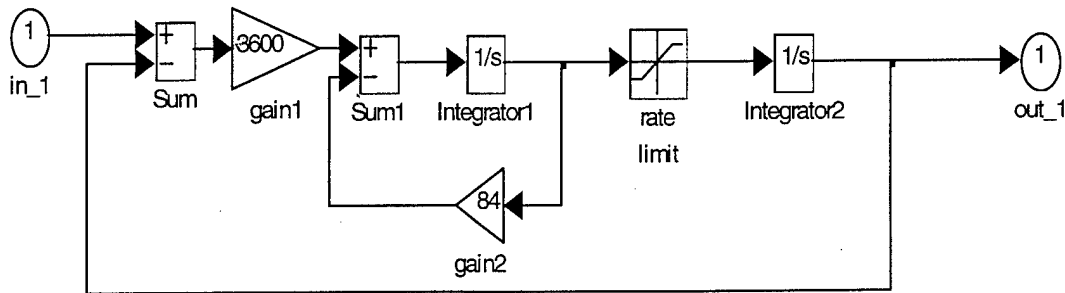 1
in_1
+
−
Sum
3600
gain1
+
−
Sum1
1/s
Integrator1
rate
limit
1/s
Integrator2
1
out_1
84
gain2